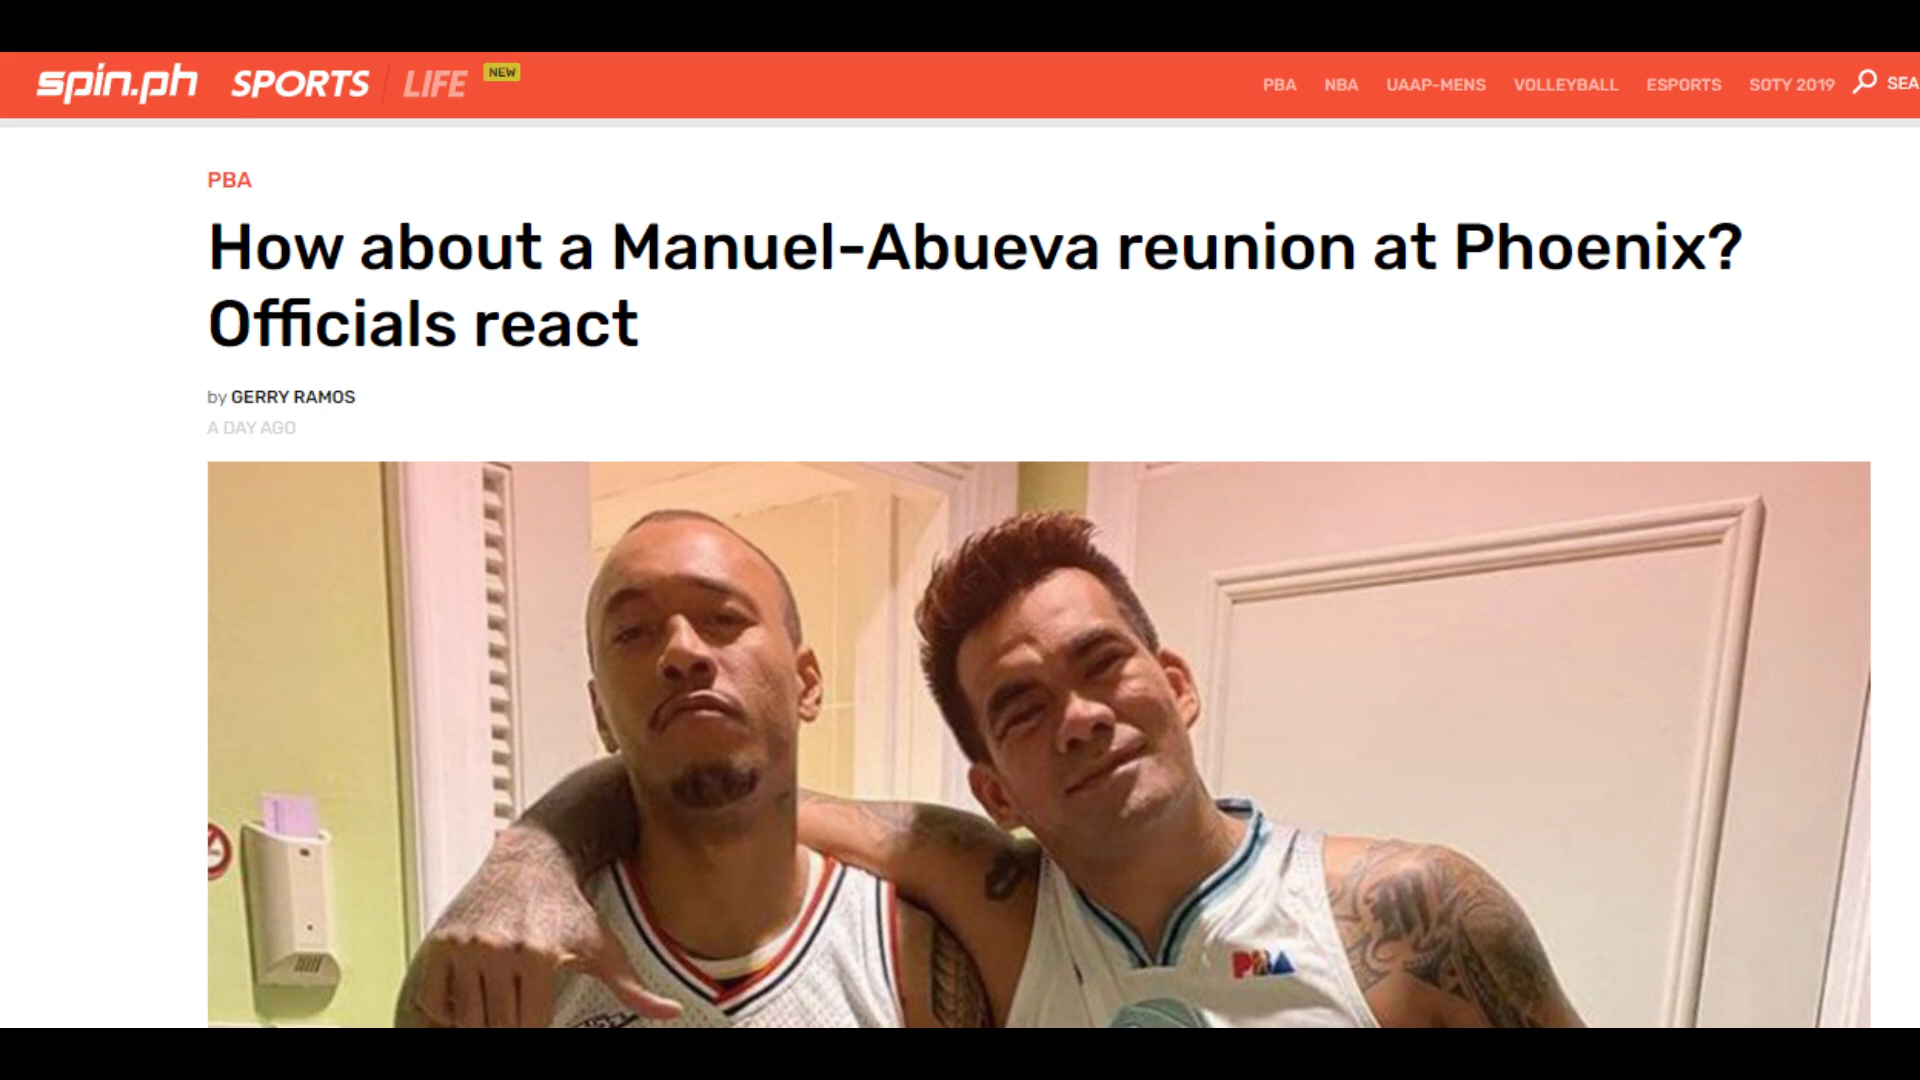 spin.ph SPORTS LIFE NEW PBA NBA UAAP-MENS VOLLEYBALL ESPORTS SOTY 2019 SEA
PBA
How about a Manuel-Abueva reunion at Phoenix?
Officials react
by GERRY RAMOS
A DAY AGO
PBA